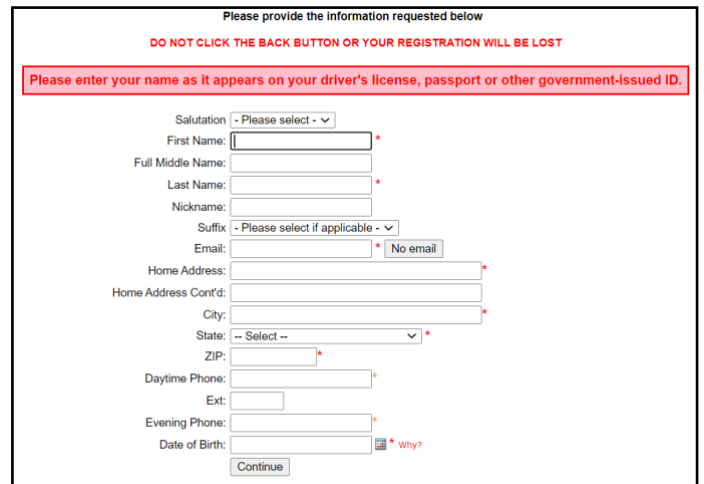 Please provide the information requested below
DO NOT CLICK THE BACK BUTTON OR YOUR REGISTRATION WILL BE LOST
Please enter your name as it appears on your driver's license, passport or other government-issued ID.
Salutation - Please select -
First Name: *
Full Middle Name:
Last Name: *
Nickname:
Suffix - Please select if applicable -
Email: * No email
Home Address: *
Home Address Cont'd:
City: *
State: -- Select -- *
ZIP: *
Daytime Phone: *
Ext:
Evening Phone: *
Date of Birth: * Why?
Continue